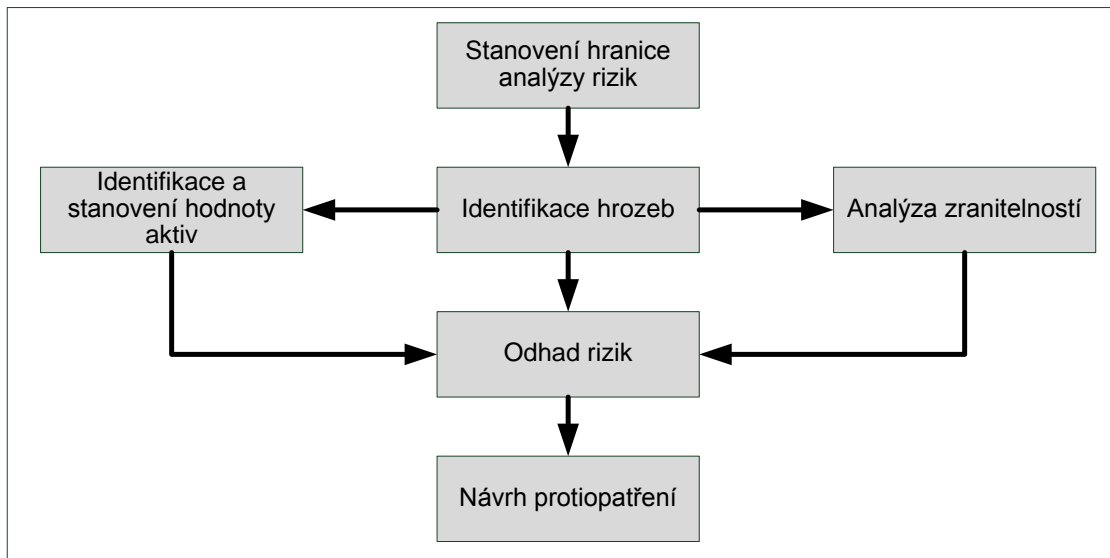 Stanovení hranice
analýzy rizik
Identifikace a
stanovení hodnoty
aktiv
Identifikace hrozeb
Analýza zranitelností
Odhad rizik
Návrh protiopatření